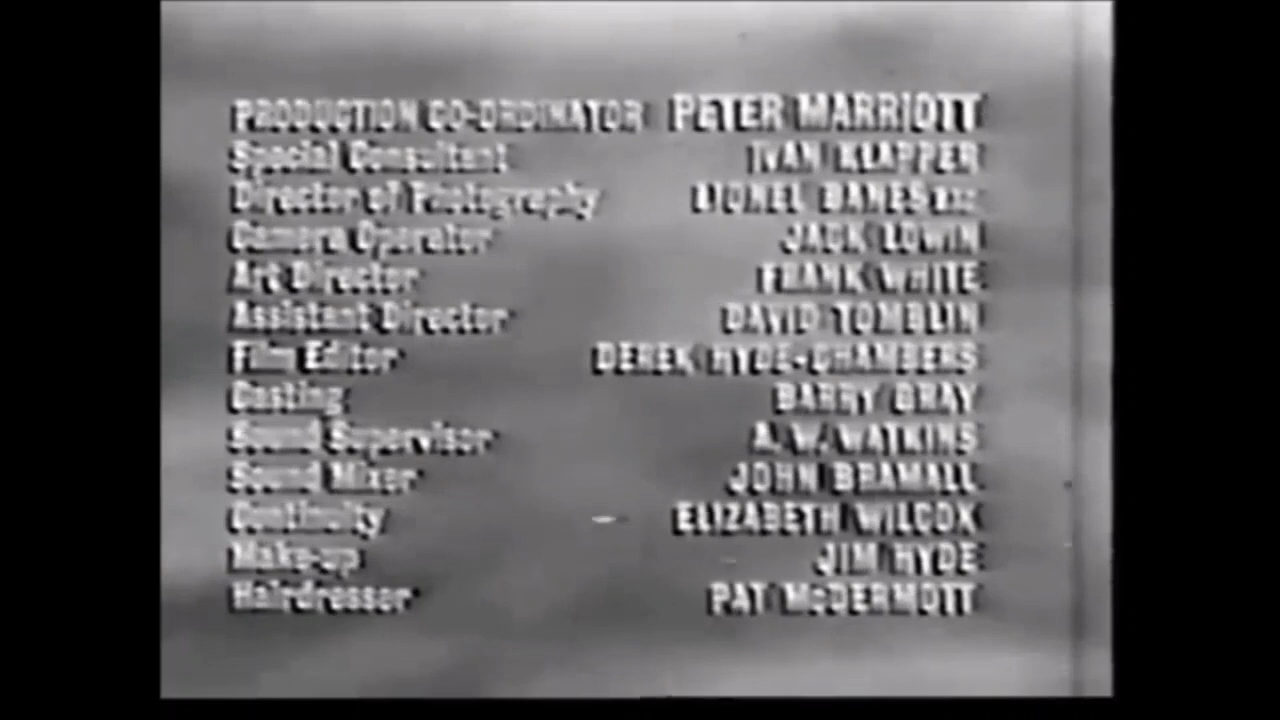 PRODUCTION CO-ORDINATOR PETER MARRIOTT
Special Consultant IVAN KLAPPER
Director of Photography LIONEL BANES BSC
Camera Operator JACK LOWIN
Art Director FRANK WHITE
Assistant Director DAVID TOMBLIN
Film Editor DEREK HYDE-CHAMBERS
Casting BARRY GRAY
Sound Supervisor A. W. WATKINS
Sound Mixer JOHN BRAMALL
Continuity ELIZABETH WILCOX
Make-up JIM HYDE
Hairdresser PAT McDERMOTT